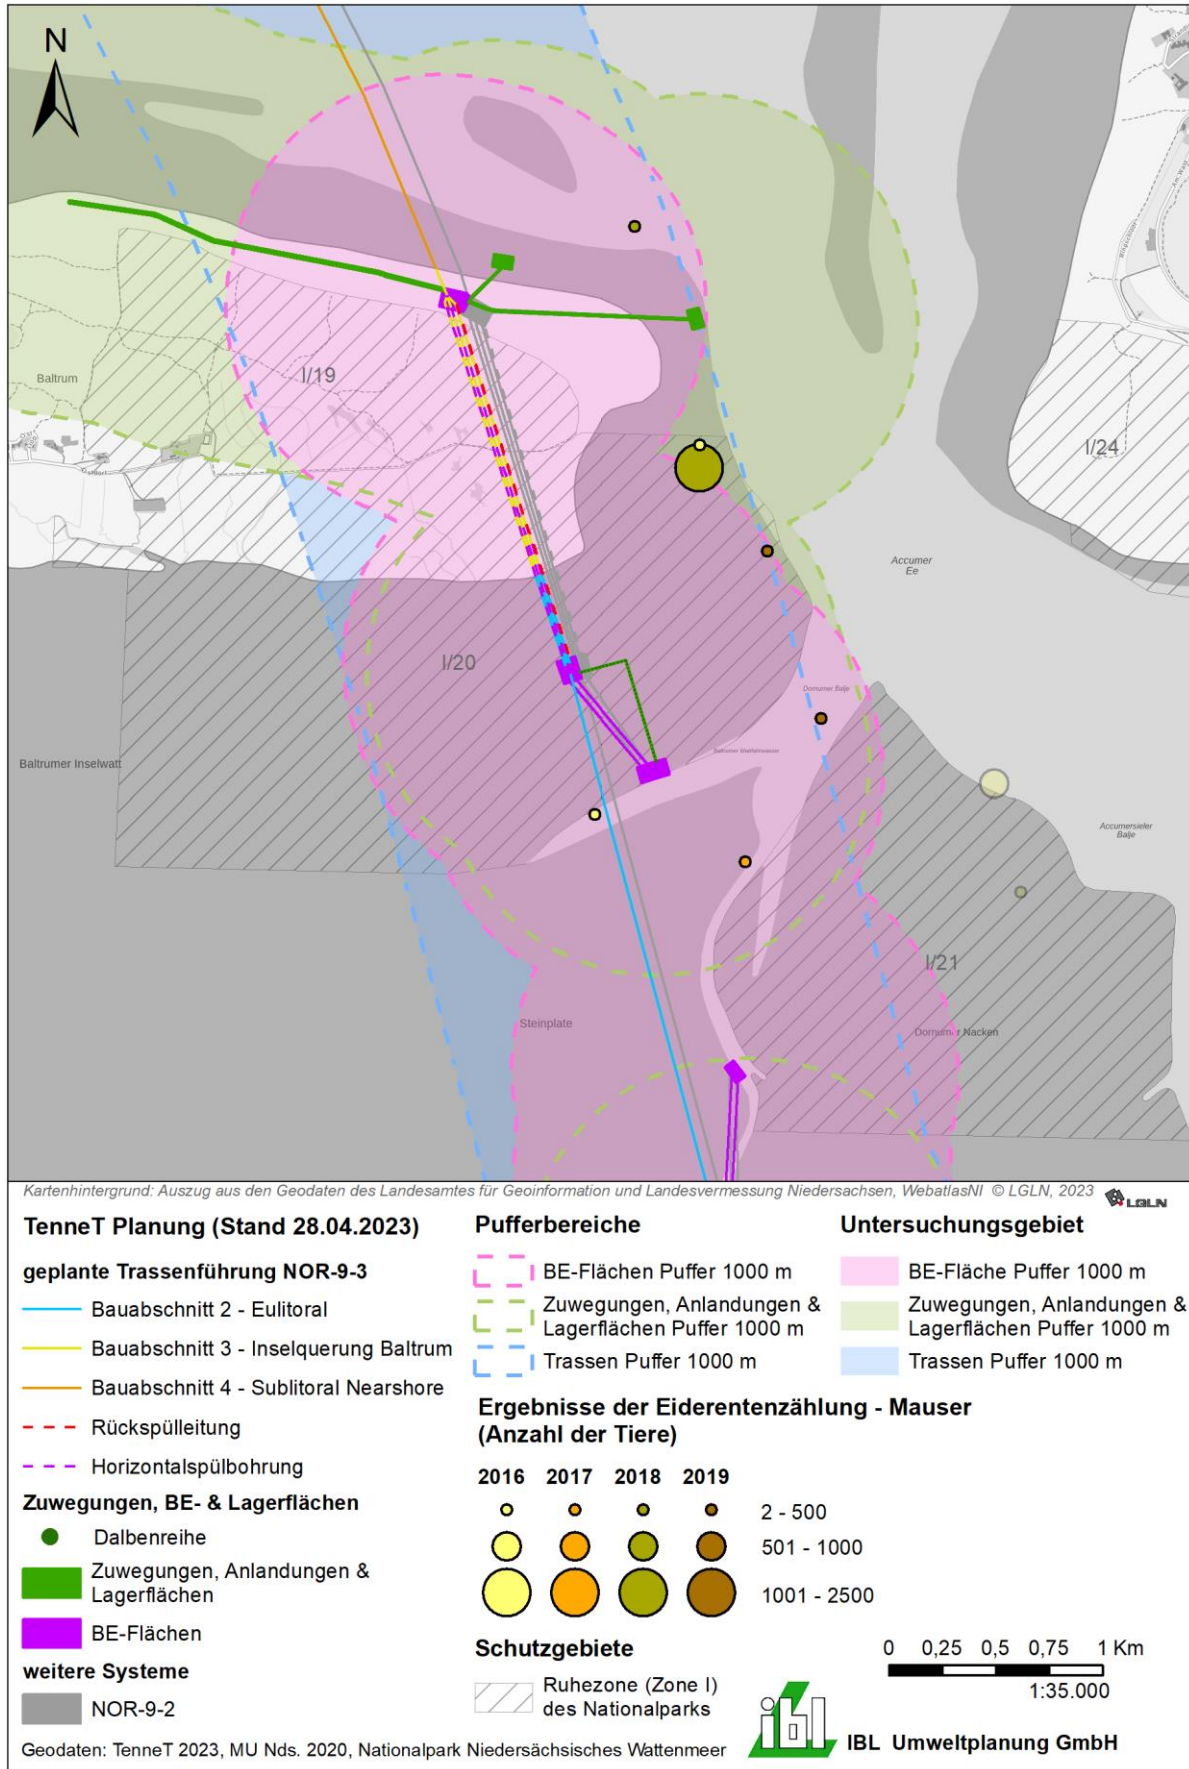 N
Baltrum
I/19
I/24
Accumer
Ee
I/20
Dornumer Balje
Baltrumer Inselwatt
Accumersieler
Balje
I/21
Steinplate
Dornumer Nacken
Kartenhintergrund: Auszug aus den Geodaten des Landesamtes für Geoinformation und Landesvermessung Niedersachsen, WebatlasNI © LGLN, 2023
LGLN
TenneT Planung (Stand 28.04.2023)
geplante Trassenführung NOR-9-3
Bauabschnitt 2 - Eulitoral
Bauabschnitt 3 - Inselquerung Baltrum
Bauabschnitt 4 - Sublitoral Nearshore
Rückspülleitung
Horizontalspülbohrung
Zuwegungen, BE- & Lagerflächen
Dalbenreihe
Zuwegungen, Anlandungen &
Lagerflächen
BE-Flächen
weitere Systeme
NOR-9-2
Geodaten: TenneT 2023, MU Nds. 2020, Nationalpark Niedersächsisches Wattenmeer
Pufferbereiche
BE-Flächen Puffer 1000 m
Zuwegungen, Anlandungen &
Lagerflächen Puffer 1000 m
Trassen Puffer 1000 m
Untersuchungsgebiet
BE-Fläche Puffer 1000 m
Zuwegungen, Anlandungen &
Lagerflächen Puffer 1000 m
Trassen Puffer 1000 m
Ergebnisse der Eiderentenzählung - Mauser
(Anzahl der Tiere)
2016 2017 2018 2019
2 - 500
501 - 1000
1001 - 2500
Schutzgebiete
Ruhezone (Zone I)
des Nationalparks
0 0,25 0,5 0,75 1 Km
1:35.000
ibl
IBL Umweltplanung GmbH